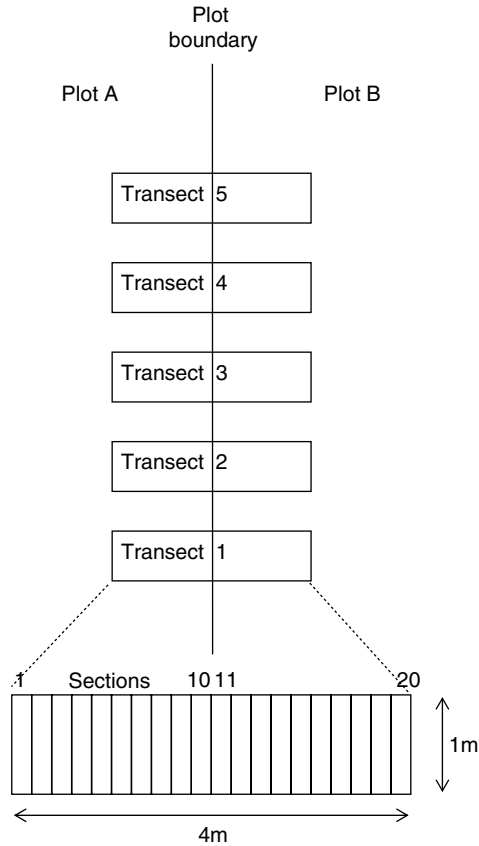 Plot
boundary
Plot A
Plot B
Transect 5
Transect 4
Transect 3
Transect 2
Transect 1
1 Sections 10 11 20
1m
4m